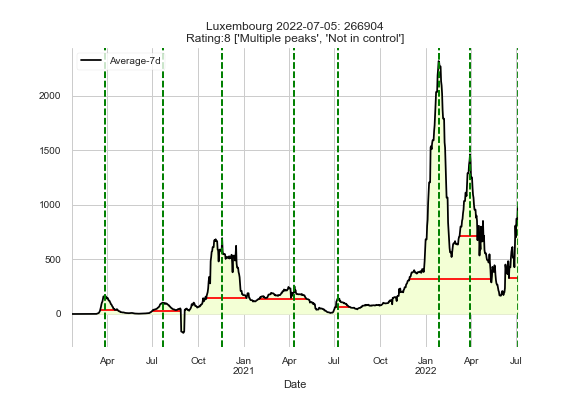 Luxembourg 2022-07-05: 266904
Rating:8 ['Multiple peaks', 'Not in control']
Average-7d
2000
1500
1000
500
0
Apr Jul Oct Jan Apr Jul Oct Jan Apr Jul
2021 2022
Date